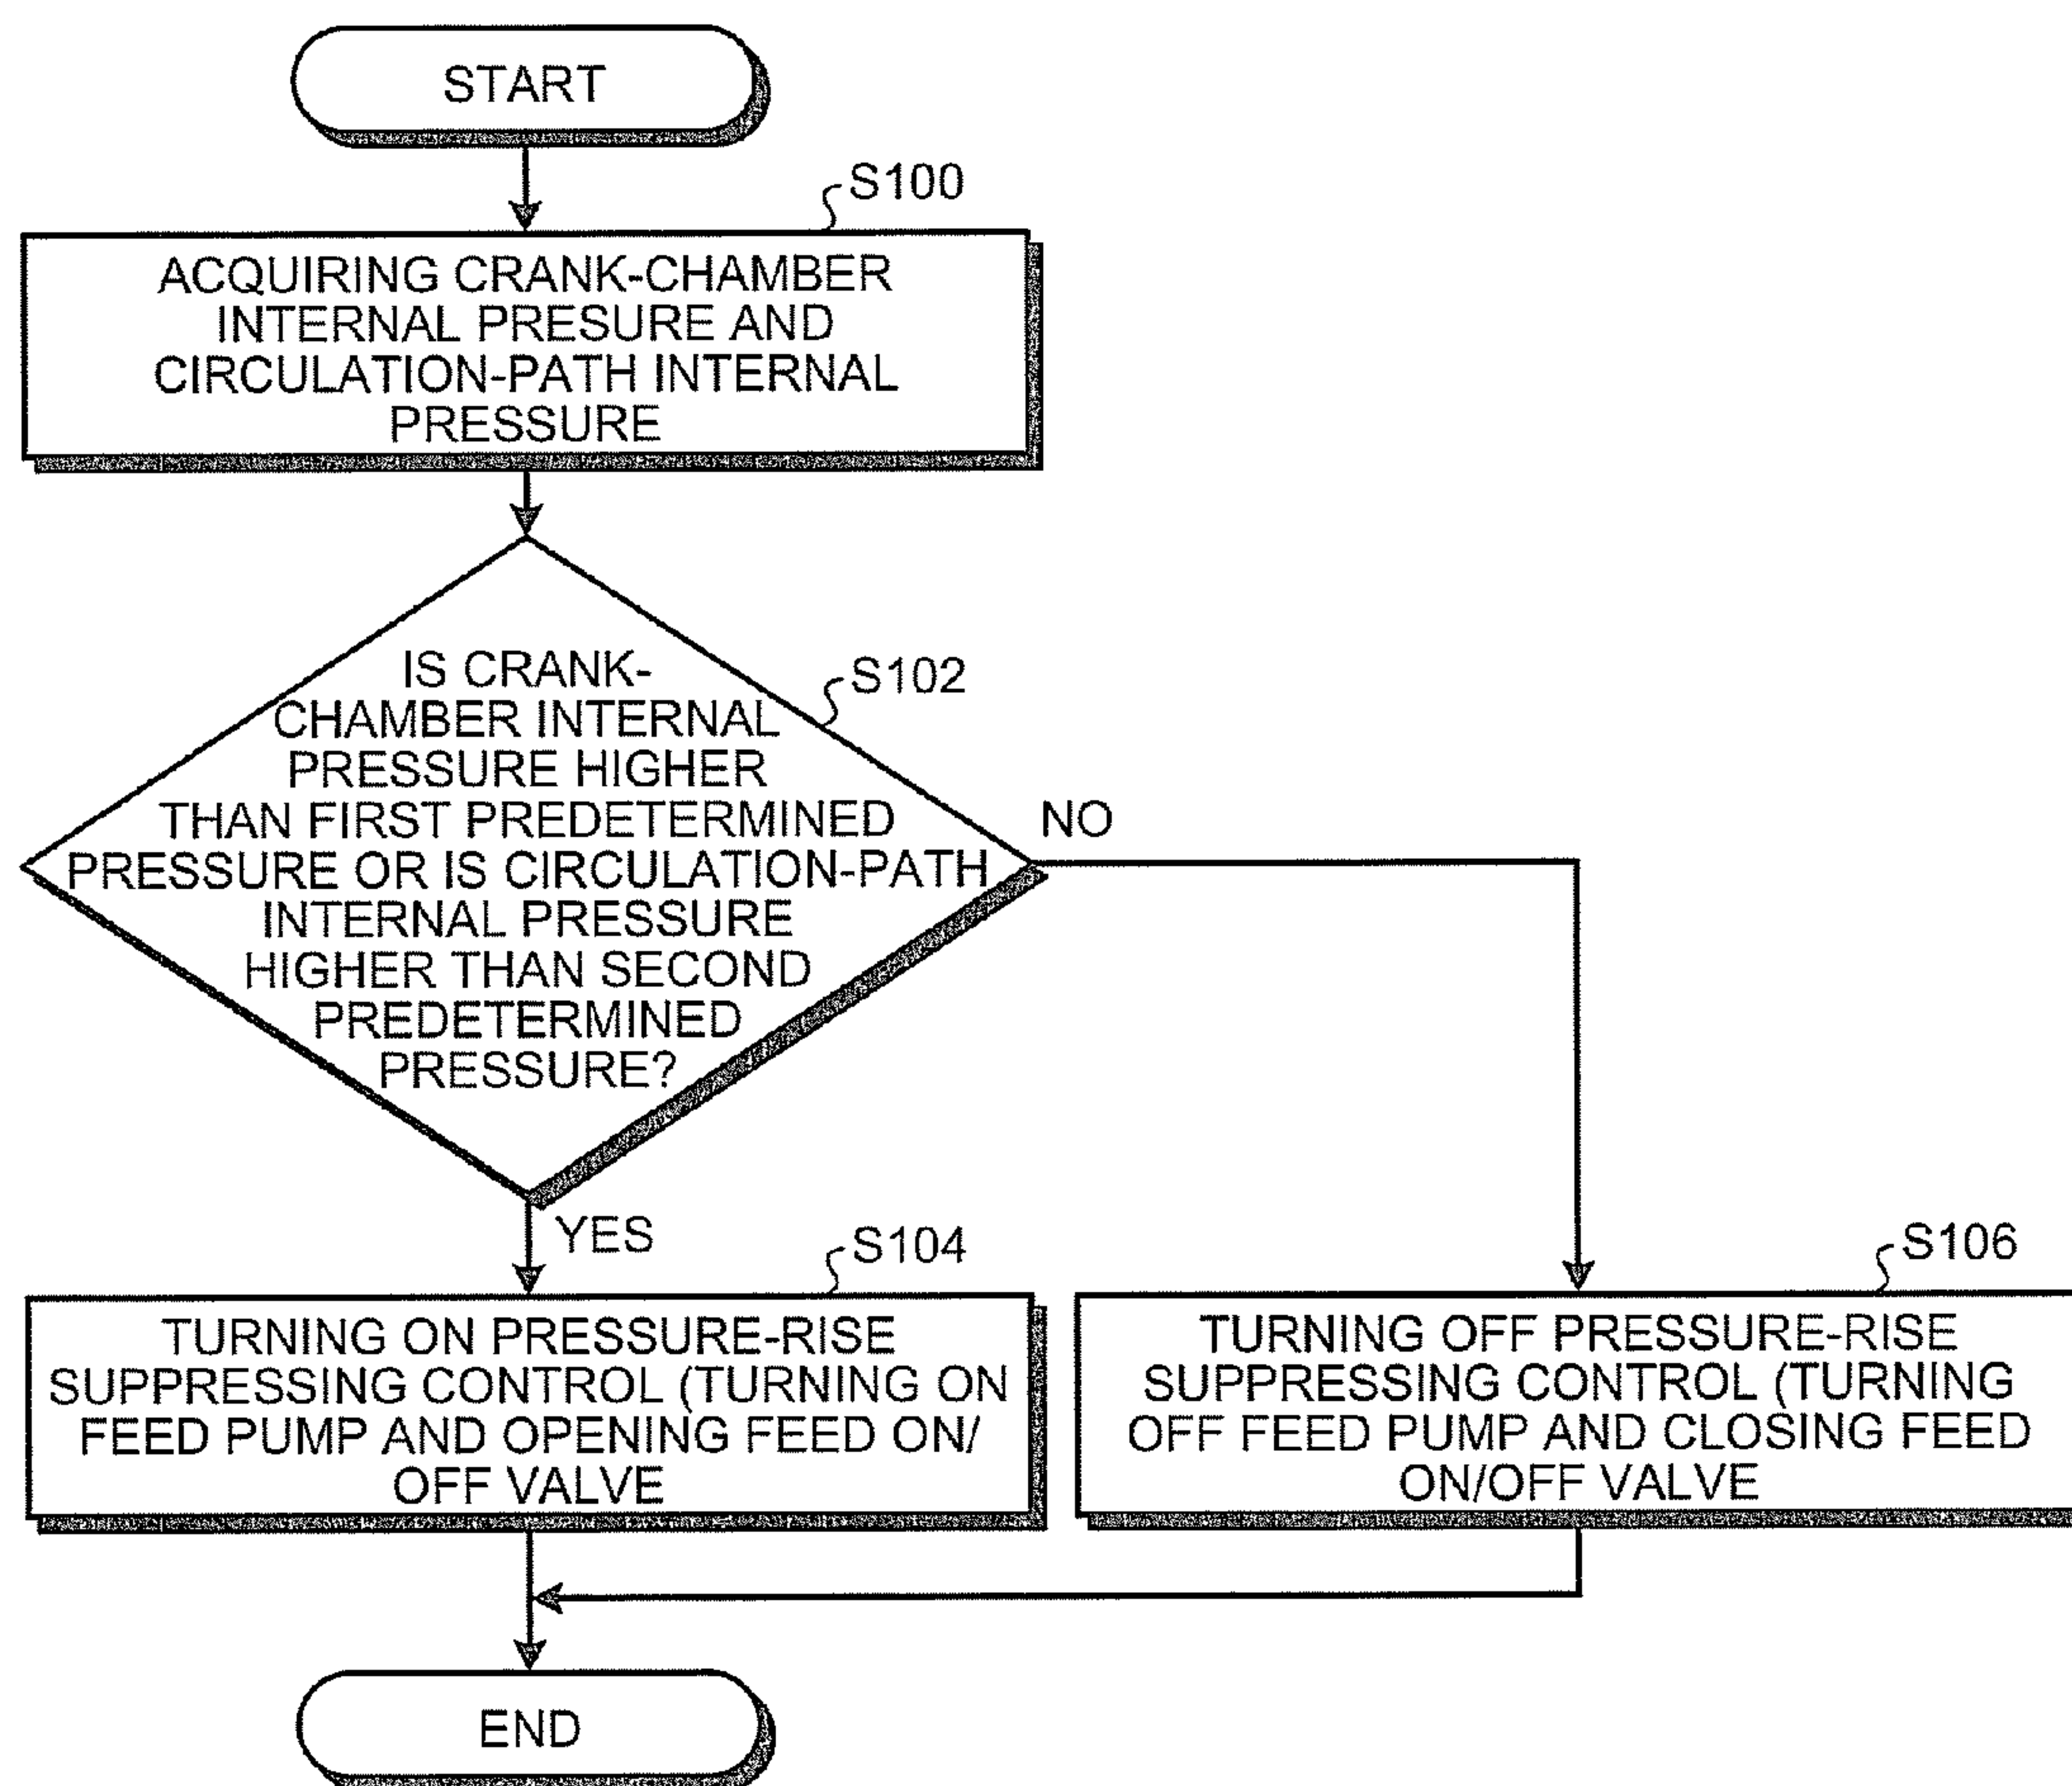 START
S100
ACQUIRING CRANK-CHAMBER
INTERNAL PRESURE AND
CIRCULATION-PATH INTERNAL
PRESSURE
S102
IS CRANK-
CHAMBER INTERNAL
PRESSURE HIGHER
THAN FIRST PREDETERMINED
PRESSURE OR IS CIRCULATION-PATH
INTERNAL PRESSURE
HIGHER THAN SECOND
PREDETERMINED
PRESSURE?
NO
YES
S104
TURNING ON PRESSURE-RISE
SUPPRESSING CONTROL (TURNING ON
FEED PUMP AND OPENING FEED ON/
OFF VALVE
S106
TURNING OFF PRESSURE-RISE
SUPPRESSING CONTROL (TURNING
OFF FEED PUMP AND CLOSING FEED
ON/OFF VALVE
END